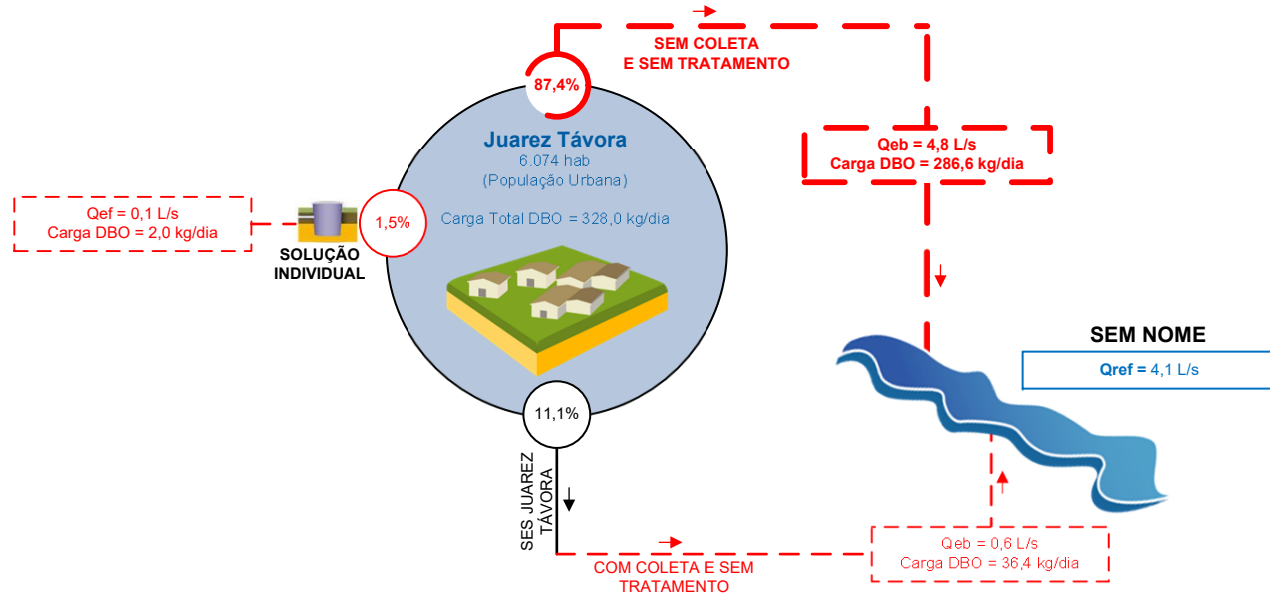 SEM COLETA
E SEM TRATAMENTO
87,4%
Juarez Távora
6.074 hab
(População Urbana)
Carga Total DBO = 328,0 kg/dia
Qeb = 4,8 L/s
Carga DBO = 286,6 kg/dia
Qef = 0,1 L/s
Carga DBO = 2,0 kg/dia
SOLUÇÃO
INDIVIDUAL
1,5%
SEM NOME
Qref = 4,1 L/s
11,1%
SES JUAREZ
TÁVORA
COM COLETA E SEM
TRATAMENTO
Qeb = 0,6 L/s
Carga DBO = 36,4 kg/dia